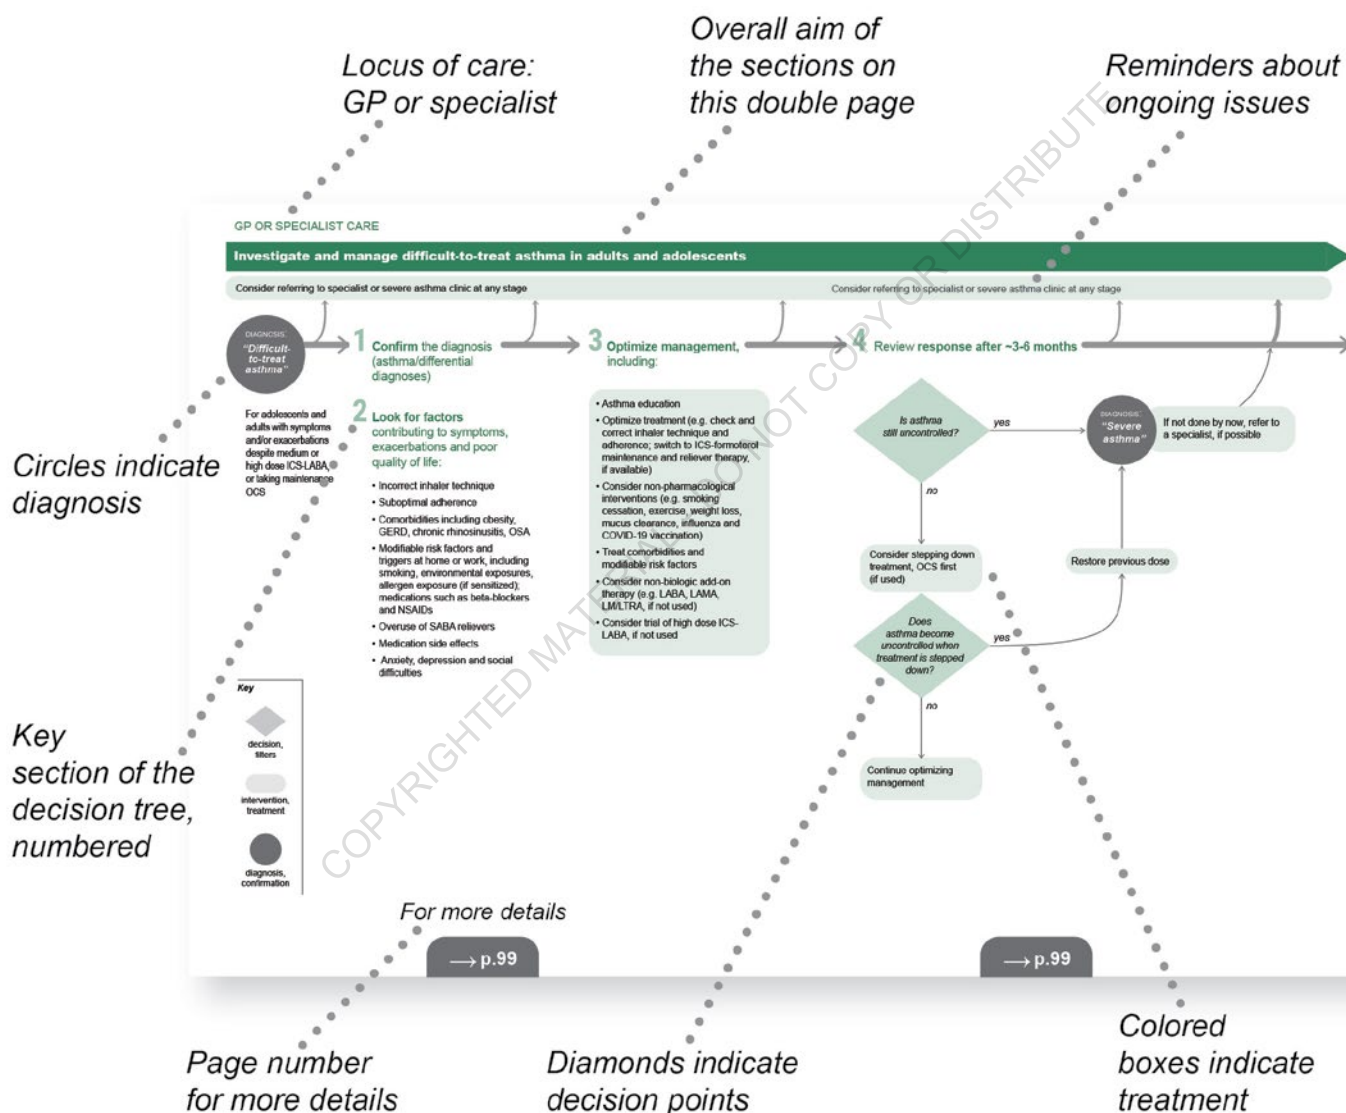 Locus of care:
GP or specialist
Overall aim of
the sections on
this double page
Reminders about
ongoing issues
GP OR SPECIALIST CARE
Investigate and manage difficult-to-treat asthma in adults and adolescents
Consider referring to specialist or severe asthma clinic at any stage
Consider referring to specialist or severe asthma clinic at any stage
DIAGNOSIS:
"Difficult-
to-treat
asthma"
For adolescents and
adults with symptoms
and/or exacerbations
despite medium or
high dose ICS-LABA,
or taking maintenance
OCS
1 Confirm the diagnosis
(asthma/differential
diagnoses)
2 Look for factors
contributing to symptoms,
exacerbations and poor
quality of life:
• Incorrect inhaler technique
• Suboptimal adherence
• Comorbidities including obesity,
GERD, chronic rhinosinusitis, OSA
• Modifiable risk factors and
triggers at home or work, including
smoking, environmental exposures,
allergen exposure (if sensitized);
medications such as beta-blockers
and NSAIDs
• Overuse of SABA relievers
• Medication side effects
• Anxiety, depression and social
difficulties
3 Optimize management,
including:
• Asthma education
• Optimize treatment (e.g. check and
correct inhaler technique and
adherence; switch to ICS-formoterol
maintenance and reliever therapy,
if available)
• Consider non-pharmacological
interventions (e.g. smoking
cessation, exercise, weight loss,
mucus clearance, influenza and
COVID-19 vaccination)
• Treat comorbidities and
modifiable risk factors
• Consider non-biologic add-on
therapy (e.g. LABA, LAMA,
LM/LTRA, if not used)
• Consider trial of high dose ICS-
LABA, if not used
4 Review response after ~3-6 months
Is asthma
still uncontrolled?
yes
DIAGNOSIS:
"Severe
asthma"
If not done by now, refer to
a specialist, if possible
no
Consider stepping down
treatment, OCS first
(if used)
Restore previous dose
Does
asthma become
uncontrolled when
treatment is stepped
down?
yes
no
Continue optimizing
management
Key
decision,
filters
intervention,
treatment
diagnosis,
confirmation
Circles indicate
diagnosis
Key
section of the
decision tree,
numbered
For more details
→ p.99
→ p.99
Page number
for more details
Diamonds indicate
decision points
Colored
boxes indicate
treatment
COPYRIGHTED MATERIAL- DO NOT COPY OR DISTRIBUTE